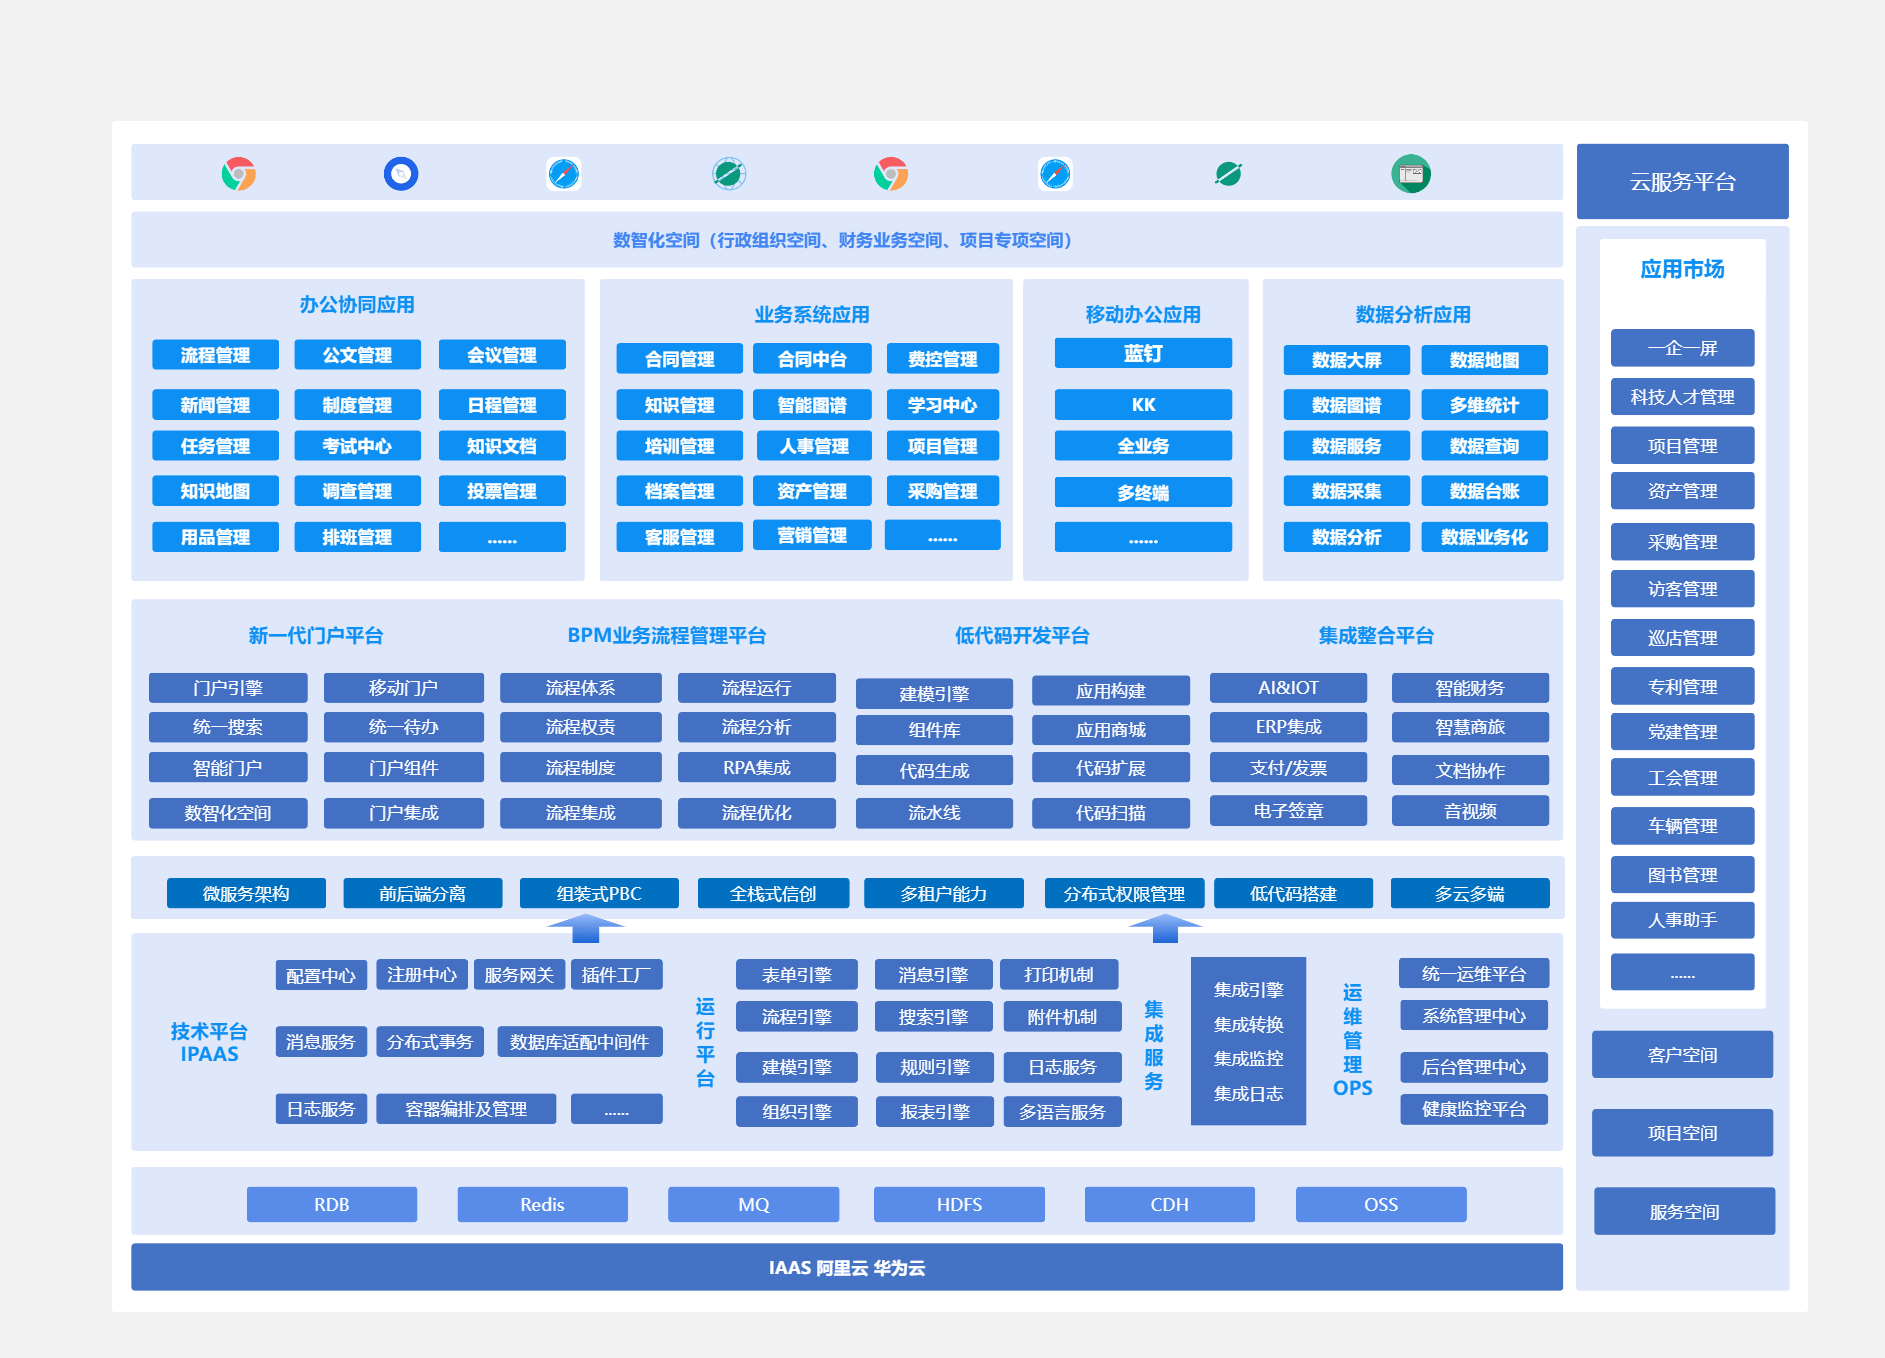 云服务平台
数智化空间（行政组织空间、财务业务空间、项目专项空间）
办公协同应用
流程管理
公文管理
会议管理
新闻管理
制度管理
日程管理
任务管理
考试中心
知识文档
知识地图
调查管理
投票管理
用品管理
排班管理
......
业务系统应用
合同管理
合同中台
费控管理
知识管理
智能图谱
学习中心
培训管理
人事管理
项目管理
档案管理
资产管理
采购管理
客服管理
营销管理
......
移动办公应用
蓝钉
KK
全业务
多终端
......
数据分析应用
数据大屏
数据地图
数据图谱
多维统计
数据服务
数据查询
数据采集
数据台账
数据分析
数据业务化
新一代门户平台
门户引擎
移动门户
统一搜索
统一待办
智能门户
门户组件
数智化空间
门户集成
BPM业务流程管理平台
流程体系
流程运行
流程权责
流程分析
流程制度
RPA集成
流程集成
流程优化
低代码开发平台
建模引擎
应用构建
组件库
应用商城
代码生成
代码扩展
流水线
代码扫描
集成整合平台
AI&IOT
智能财务
ERP集成
智慧商旅
支付/发票
文档协作
电子签章
音视频
微服务架构
前后端分离
组装式PBC
全栈式信创
多租户能力
分布式权限管理
低代码搭建
多云多端
技术平台
IPAAS
配置中心
注册中心
服务网关
插件工厂
消息服务
分布式事务
数据库适配中间件
日志服务
容器编排及管理
......
运行平台
表单引擎
消息引擎
打印机制
流程引擎
搜索引擎
附件机制
建模引擎
规则引擎
日志服务
组织引擎
报表引擎
多语言服务
集成服务
集成引擎
集成转换
集成监控
集成日志
运维管理
OPS
统一运维平台
系统管理中心
后台管理中心
健康监控平台
RDB
Redis
MQ
HDFS
CDH
OSS
IAAS 阿里云 华为云
应用市场
一企一屏
科技人才管理
项目管理
资产管理
采购管理
访客管理
巡店管理
专利管理
党建管理
工会管理
车辆管理
图书管理
人事助手
......
客户空间
项目空间
服务空间